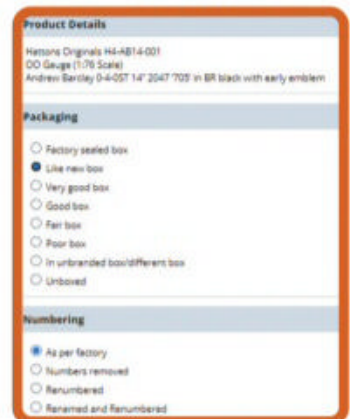 Product Details
Hattons Originals H4-AB14-001
OO Gauge (1:76 Scale)
Andrew Barclay 0-4-0ST 14" 2047 '705' in BR black with early emblem
Packaging
Factory sealed box
Like new box
Very good box
Good box
Fair box
Poor box
In unbranded box/different box
Unboxed
Numbering
As per factory
Numbers removed
Renumbered
Renamed and Renumbered